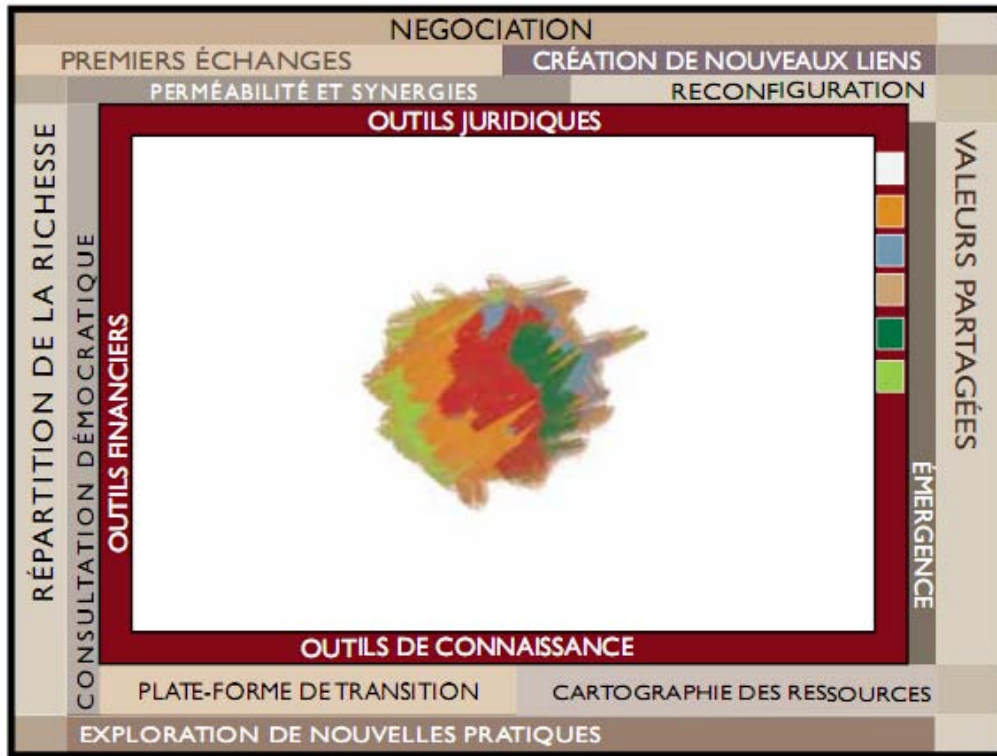 NEGOCIATION
PREMIERS ÉCHANGES
CRÉATION DE NOUVEAUX LIENS
PERMÉABILITÉ ET SYNERGIES
RECONFIGURATION
OUTILS JURIDIQUES
RÉPARTITION DE LA RICHESSE
CONSULTATION DÉMOCRATIQUE
OUTILS FINANCIERS
VALEURS PARTAGÉES
ÉMERGENCE
OUTILS DE CONNAISSANCE
PLATE-FORME DE TRANSITION
CARTOGRAPHIE DES RESSOURCES
EXPLORATION DE NOUVELLES PRATIQUES